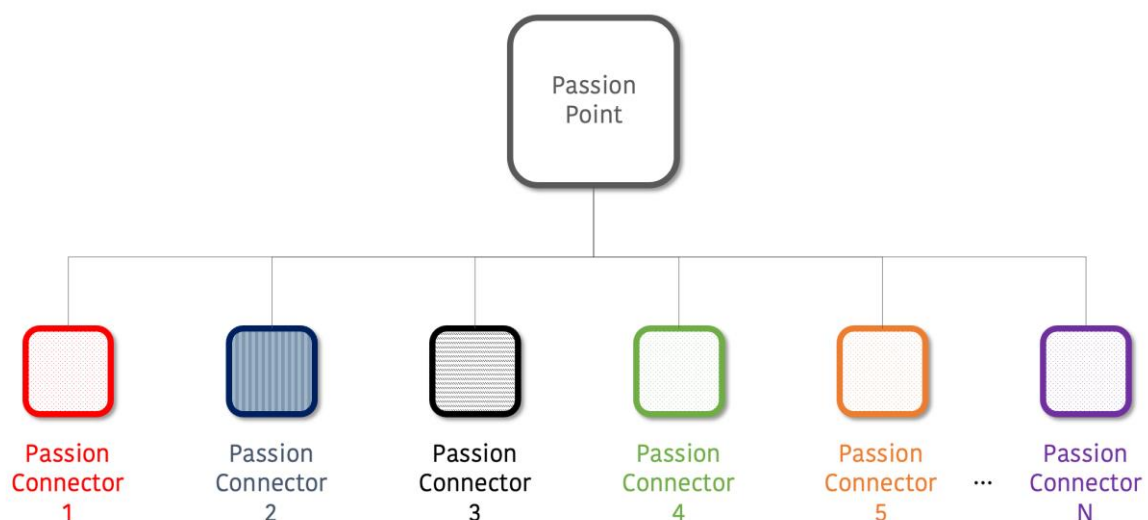 Passion
Point
Passion
Connector
1
Passion
Connector
2
Passion
Connector
3
Passion
Connector
4
Passion
Connector
5
...
Passion
Connector
N